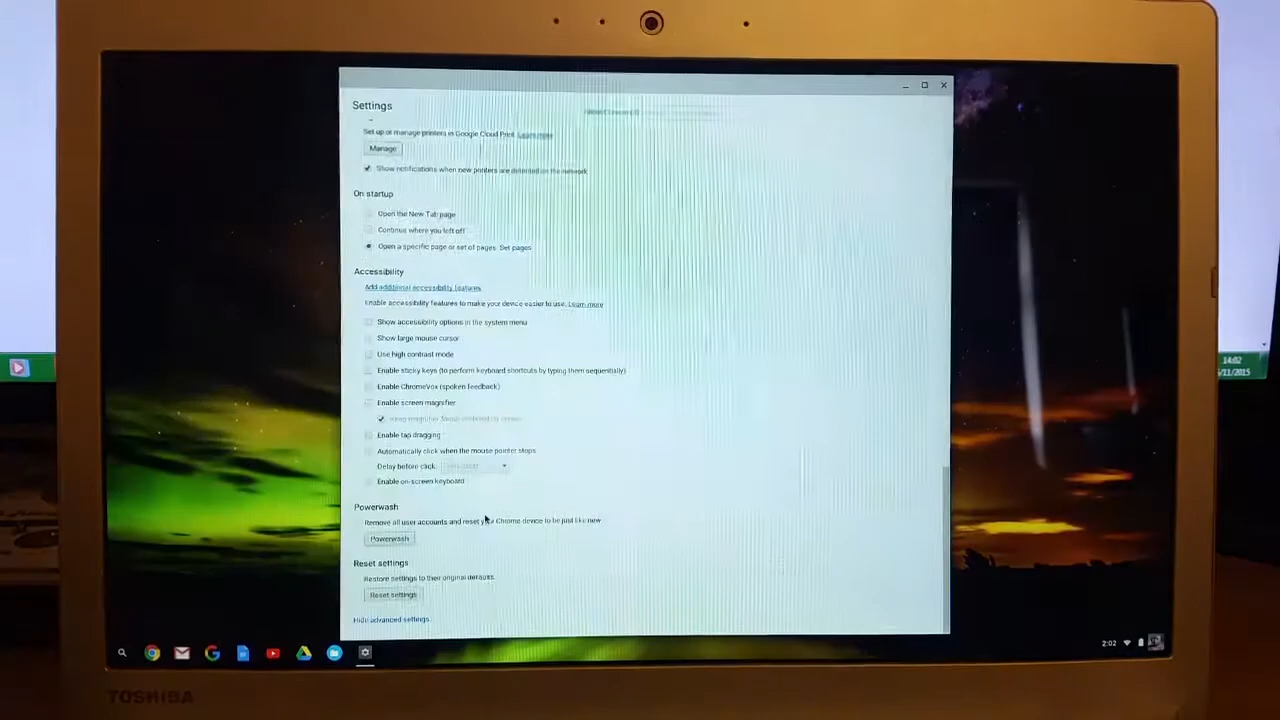 Settings
Set up or manage printers in Google Cloud Print. Learn more
Manage
Show notifications when new printers are detected on the network
On startup
Open the New Tab page
Continue where you left off
Open a specific page or set of pages. Set pages
Accessibility
Add additional accessibility features
Enable accessibility features to make your device easier to use. Learn more
Show accessibility options in the system menu
Show large mouse cursor
Use high contrast mode
Enable sticky keys (to perform keyboard shortcuts by typing them sequentially)
Enable ChromeVox (spoken feedback)
Enable screen magnifier
Enable tap dragging
Automatically click when the mouse pointer stops
Delay before click:
Enable on-screen keyboard
Powerwash
Remove all user accounts and reset your Chrome device to be just like new
Powerwash
Reset settings
Restore settings to their original defaults.
Reset settings
Hide advanced settings
2:02
TOSHIBA
14:02
/11/2015